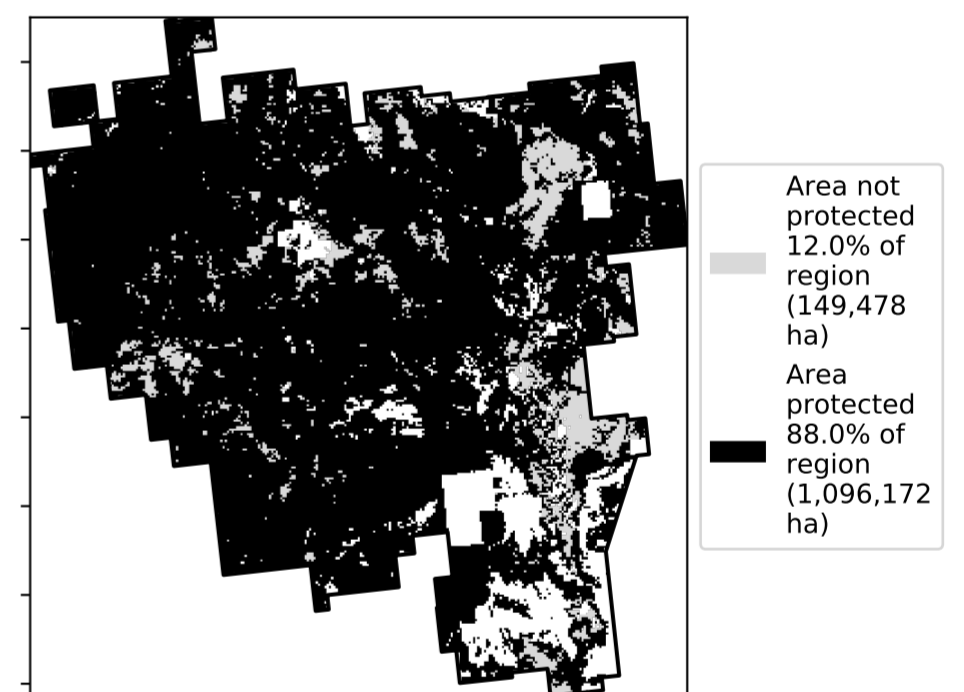 Area not
protected
12.0% of
region
(149,478
ha)
Area
protected
88.0% of
region
(1,096,172
ha)